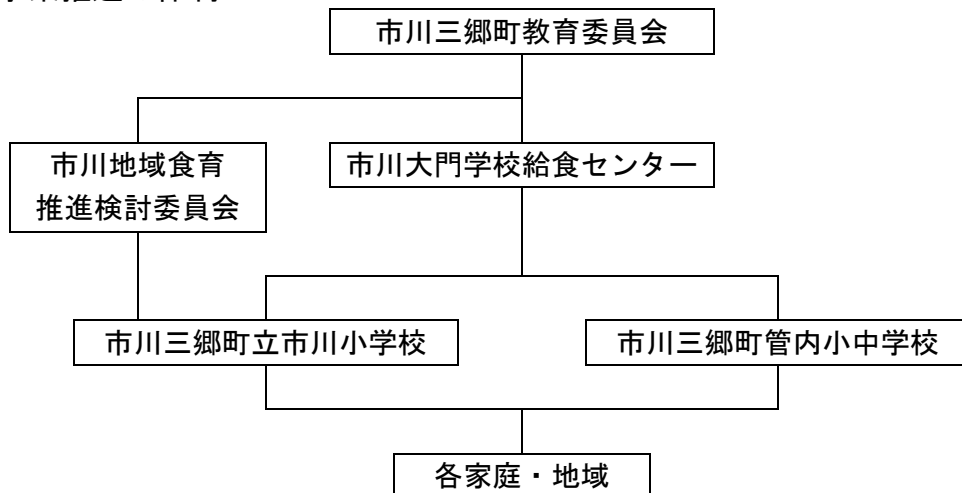 市川三郷町教育委員会
市川地域食育
推進検討委員会
市川大門学校給食センター
市川三郷町立市川小学校
市川三郷町管内小中学校
各家庭・地域